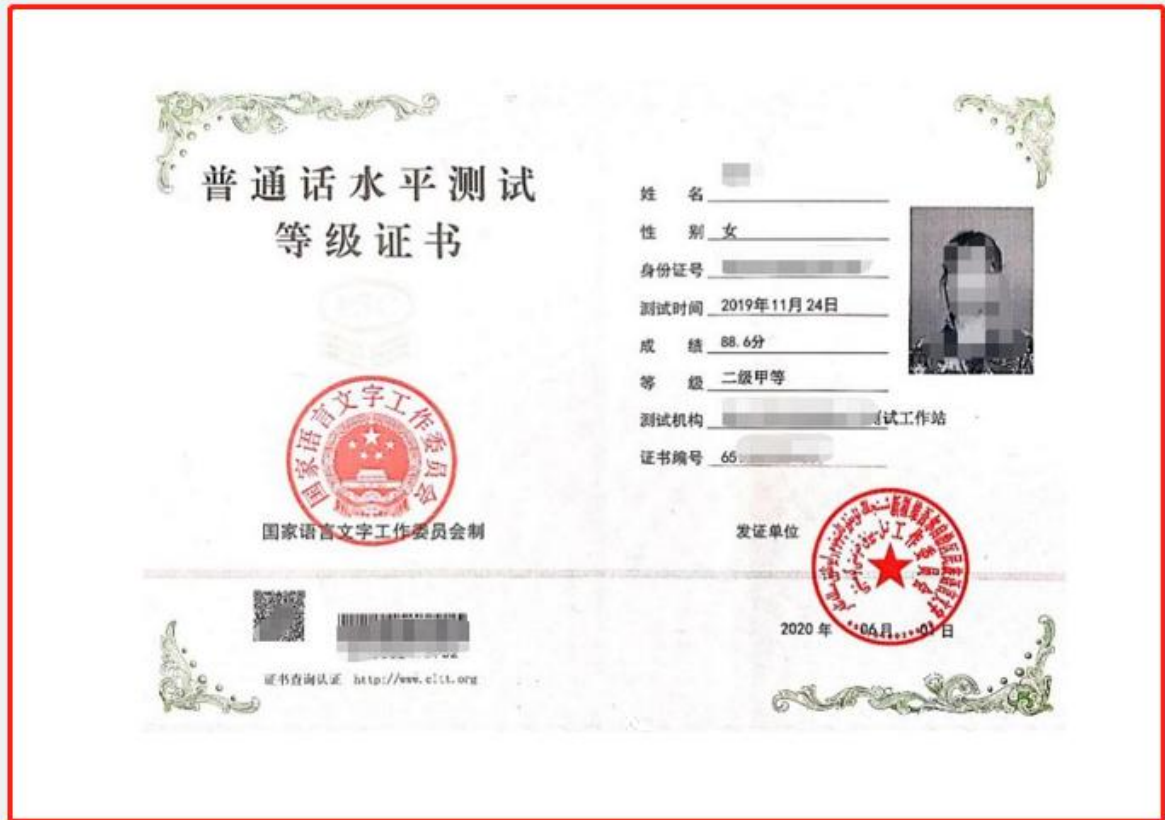 普通话水平测试
等级证书
国家语言文字工作委员会
国家语言文字工作委员会制
证书查询认证 http://www.cltt.org
姓 名
性 别 女
身份证号
测试时间 2019年11月24日
成 绩 88.6分
等 级 二级甲等
测试机构 试工作站
证书编号 65
发证单位
工作委员会
2020 年 06月 01日